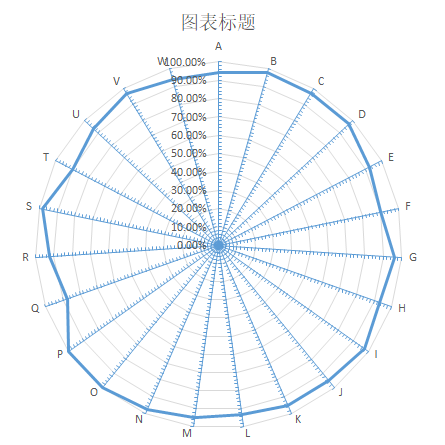 图表标题
A
B
C
D
E
F
G
H
I
J
K
L
M
N
O
P
Q
R
S
T
U
V
W
100.00%
90.00%
80.00%
70.00%
60.00%
50.00%
40.00%
30.00%
20.00%
10.00%
0.00%